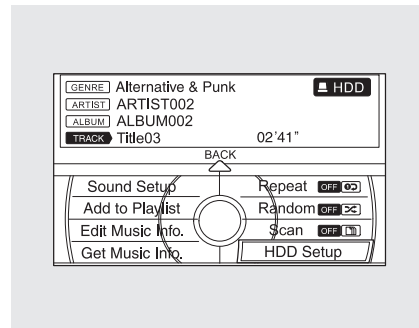 GENRE Alternative & Punk HDD
ARTIST ARTIST002
ALBUM ALBUM002
TRACK Title03 02'41"
BACK
Sound Setup Repeat OFF
Add to Playlist Random OFF
Edit Music Info. Scan OFF
Get Music Info. HDD Setup